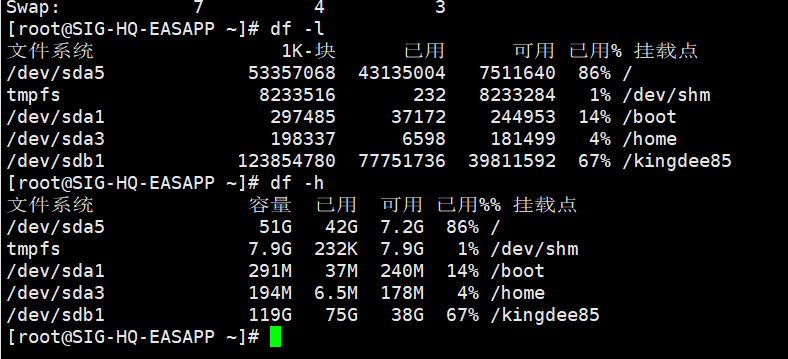 Swap: 7 4 3
[root@SIG-HQ-EASAPP ~]# df -l
文件系统 1K-块 已用 可用 已用% 挂载点
/dev/sda5 53357068 43135004 7511640 86% /
tmpfs 8233516 232 8233284 1% /dev/shm
/dev/sda1 297485 37172 244953 14% /boot
/dev/sda3 198337 6598 181499 4% /home
/dev/sdb1 123854780 77751736 39811592 67% /kingdee85
[root@SIG-HQ-EASAPP ~]# df -h
文件系统 容量 已用 可用 已用%% 挂载点
/dev/sda5 51G 42G 7.2G 86% /
tmpfs 7.9G 232K 7.9G 1% /dev/shm
/dev/sda1 291M 37M 240M 14% /boot
/dev/sda3 194M 6.5M 178M 4% /home
/dev/sdb1 119G 75G 38G 67% /kingdee85
[root@SIG-HQ-EASAPP ~]#